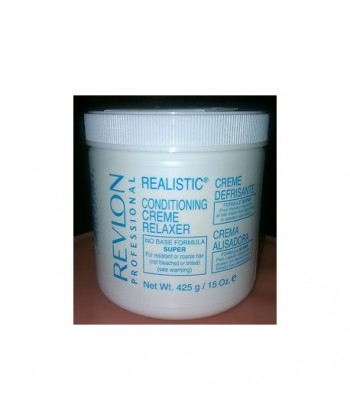 REVLON
PROFESSIONAL
REALISTIC®
CONDITIONING
CREME
RELAXER
NO BASE FORMULA
SUPER
For resistant or coarse hair
(not bleached or tinted)
(see warning)
Net Wt. 425 g / 15 Oz. e
CREME
DEFRISANTE
CREMA
ALISADORA